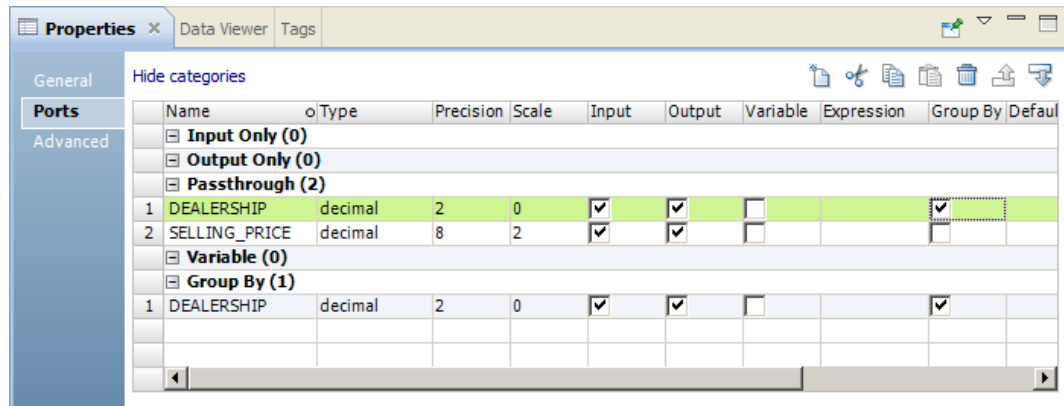 Properties Data Viewer Tags
General
Ports
Advanced
Hide categories
Name Type Precision Scale Input Output Variable Expression Group By Defaul
Input Only (0)
Output Only (0)
Passthrough (2)
1 DEALERSHIP decimal 2 0
2 SELLING_PRICE decimal 8 2
Variable (0)
Group By (1)
1 DEALERSHIP decimal 2 0